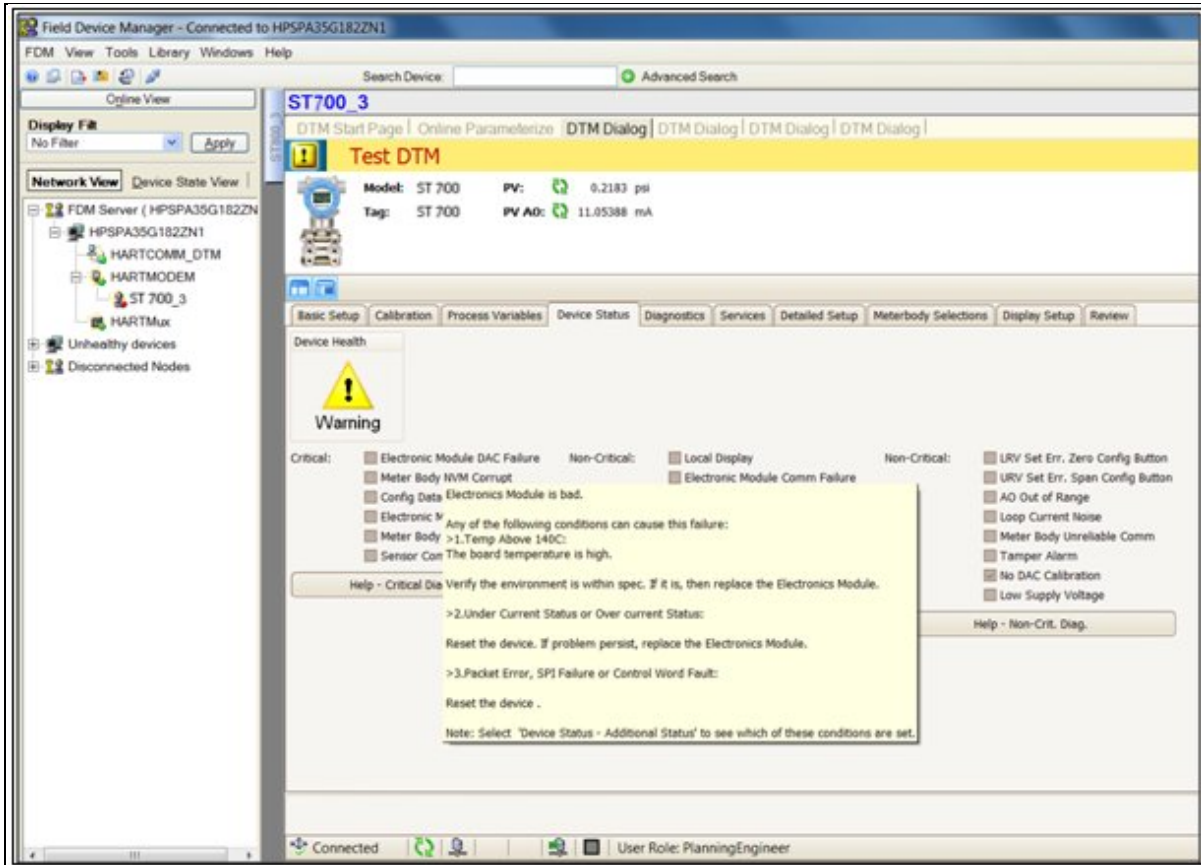 Field Device Manager - Connected to HPSPA35G182ZN1
FDM View Tools Library Windows Help
Search Device:
Advanced Search
Online View
Display Filt
No Filter
Apply
Network View
Device State View
FDM Server ( HPSPA35G182ZN
HPSPA35G182ZN1
HARTCOMM_DTM
HARTMODEM
ST 700_3
HARTMux
Unhealthy devices
Disconnected Nodes
ST700_3
ST700_3
DTM Start Page Online Parameterize DTM Dialog DTM Dialog DTM Dialog DTM Dialog
Test DTM
Model: ST 700 PV: 0.2183 psi
Tag: ST 700 PV AO: 11.05388 mA
Basic Setup Calibration Process Variables Device Status Diagnostics Services Detailed Setup Meterbody Selections Display Setup Review
Device Health
Warning
Critical:
Electronic Module DAC Failure
Meter Body NVM Corrupt
Config Data
Electronic M
Meter Body
Sensor Com
Help - Critical Dia
Non-Critical:
Local Display
Electronic Module Comm Failure
Non-Critical:
LRV Set Err. Zero Config Button
URV Set Err. Span Config Button
AO Out of Range
Loop Current Noise
Meter Body Unreliable Comm
Tamper Alarm
No DAC Calibration
Low Supply Voltage
Help - Non-Crit. Diag.
Electronics Module is bad.
Any of the following conditions can cause this failure:
>1.Temp Above 140C:
The board temperature is high.
Verify the environment is within spec. If it is, then replace the Electronics Module.
>2.Under Current Status or Over current Status:
Reset the device. If problem persist, replace the Electronics Module.
>3.Packet Error, SPI Failure or Control Word Fault:
Reset the device .
Note: Select 'Device Status - Additional Status' to see which of these conditions are set.
Connected
User Role: PlanningEngineer